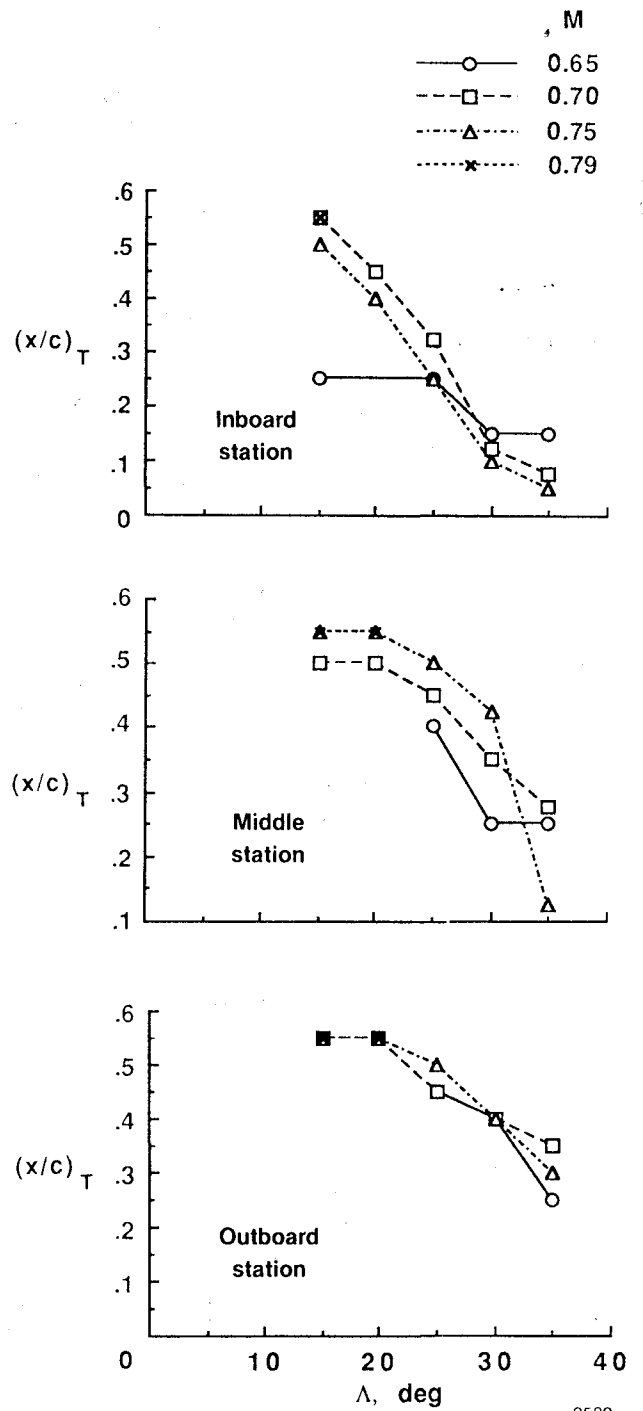 , M
0.65
0.70
0.75
0.79
.6
.5
.4
(x/c)T
.3
.2
.1
0
Inboard
station
.6
.5
.4
(x/c)T
.3
.2
.1
Middle
station
.6
.5
.4
(x/c)T
.3
.2
.1
Outboard
station
0 10 20 30 40
Λ, deg